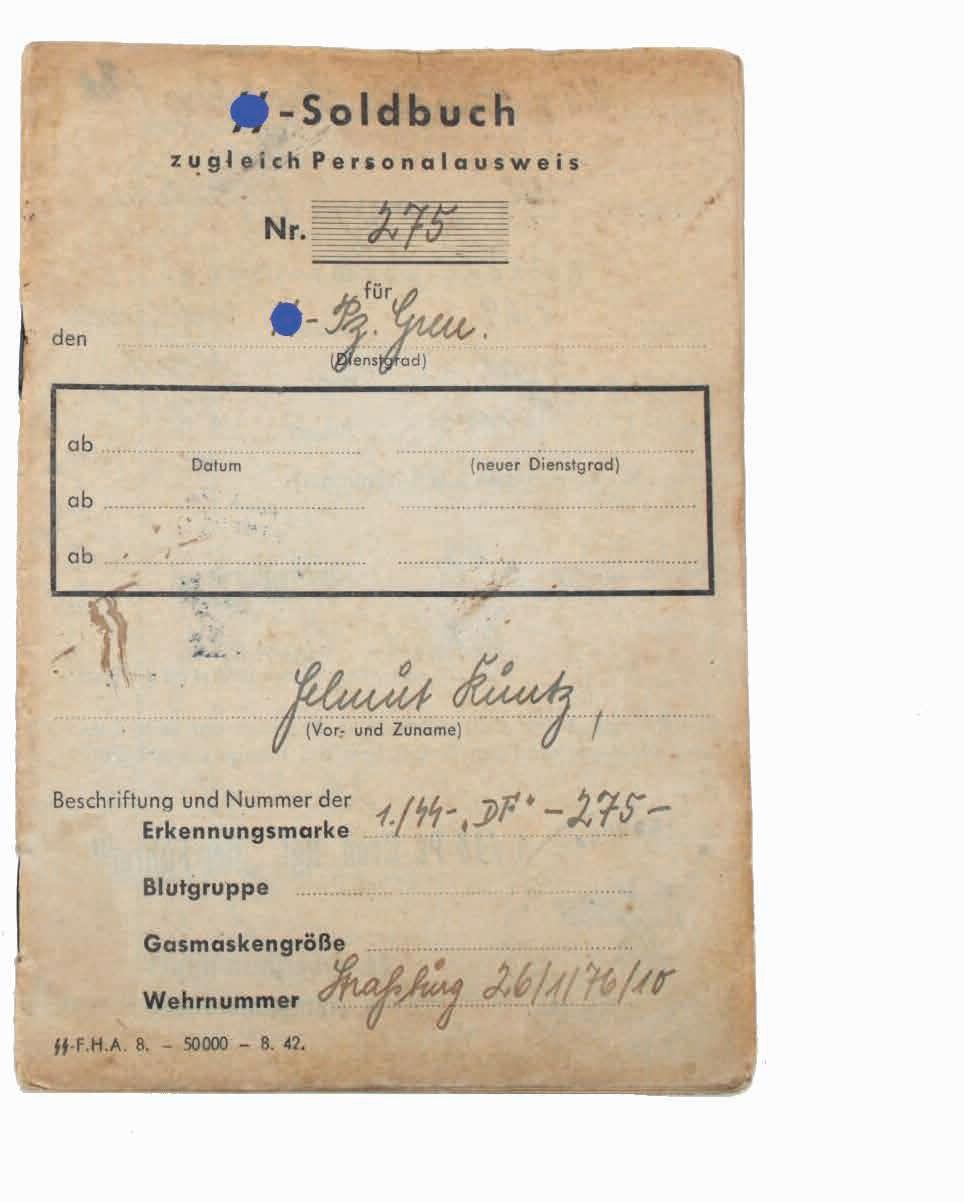 -Soldbuch
zugleich Personalausweis
Nr. 275
für
den - Pz. Gren.
(Dienstgrad)
ab
Datum (neuer Dienstgrad)
ab
ab
Helmut Kuntz,
(Vor- und Zuname)
Beschriftung und Nummer der
Erkennungsmarke 1./SS-„DF“ -275-
Blutgruppe
Gasmaskengröße
Wehrnummer Straßburg 26/1/76/10
SS-F.H.A. 8. – 50000 – 8. 42.